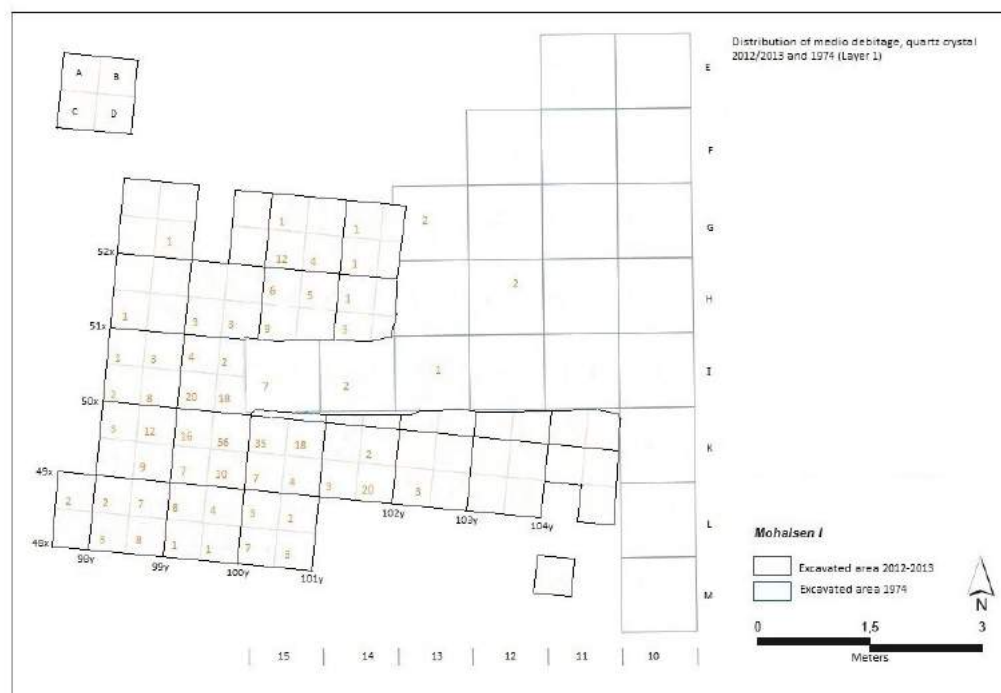 Distribution of medio debitage, quartz crystal
2012/2013 and 1974 (Layer 1)
E
A B
C D
F
1 1 2 G
1
52x 12 4 1
6 5 1 2 H
1 3 3 9 3
51x
1 3 4 2 1 I
7 2
2 8 20 18
50x
5 12 16 56 35 18 2 K
9 7 10 7 4 3 20 3
49x
2 2 7 8 4 3 102y 103y 104y L
3 8 1 1 7 3
48x
98y 99y 100y 101y
M
Mohalsen I
Excavated area 2012-2013
Excavated area 1974
N
0 1,5 3
Meters
15 14 13 12 11 10